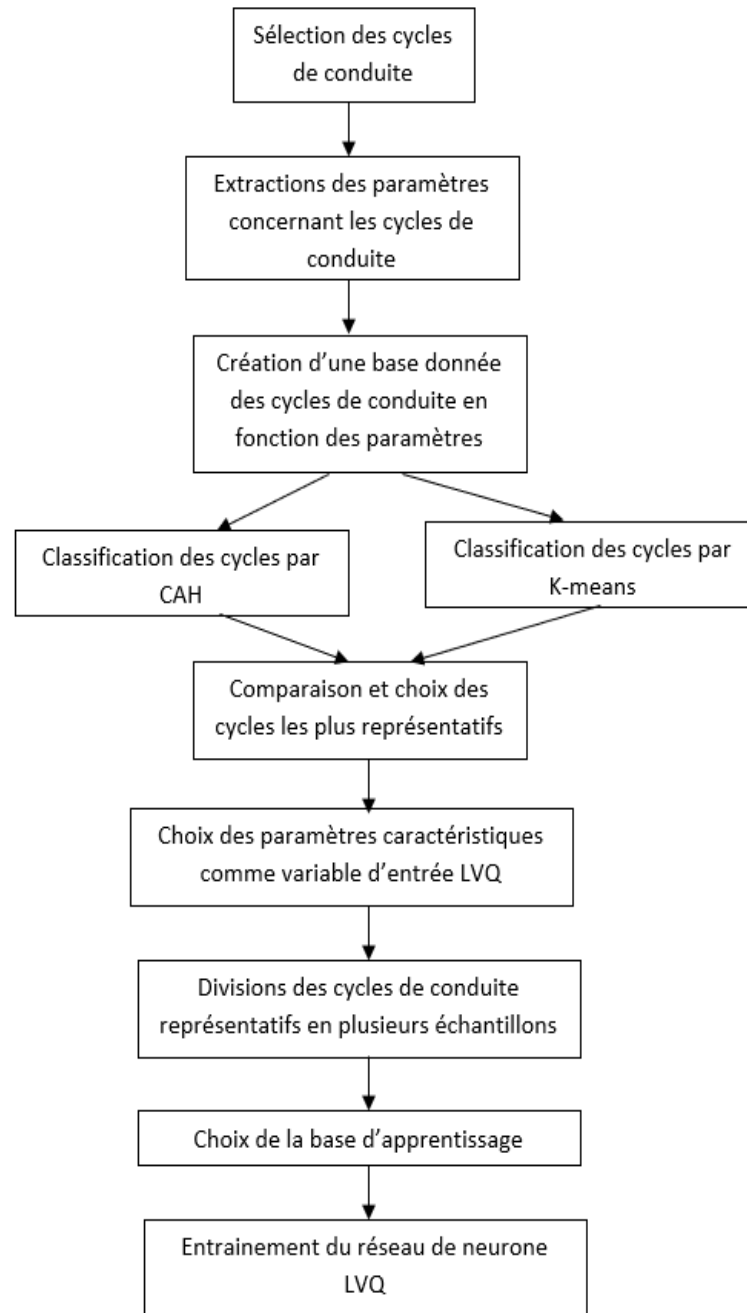 Sélection des cycles
de conduite
Extractions des paramètres
concernant les cycles de
conduite
Création d’une base donnée
des cycles de conduite en
fonction des paramètres
Classification des cycles par
CAH
Classification des cycles par
K-means
Comparaison et choix des
cycles les plus représentatifs
Choix des paramètres caractéristiques
comme variable d’entrée LVQ
Divisions des cycles de conduite
représentatifs en plusieurs échantillons
Choix de la base d’apprentissage
Entrainement du réseau de neurone
LVQ